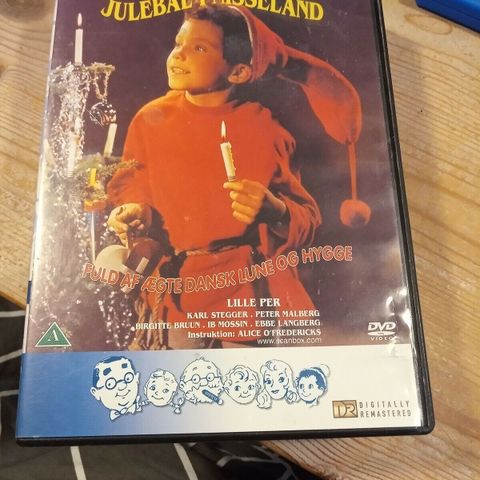 JULEBAL I NISSELAND
FULD AF ÆGTE DANSK LUNE OG HYGGE
LILLE PER
KARL STEGGER . PETER MALBERG
BIRGITTE BRUUN . IB MOSSIN . EBBE LANGBERG
Instruktion: ALICE O'FREDERICKS
www.scanbox.com
A
DVD
VIDEO
DR
DIGITALLY
REMASTERED